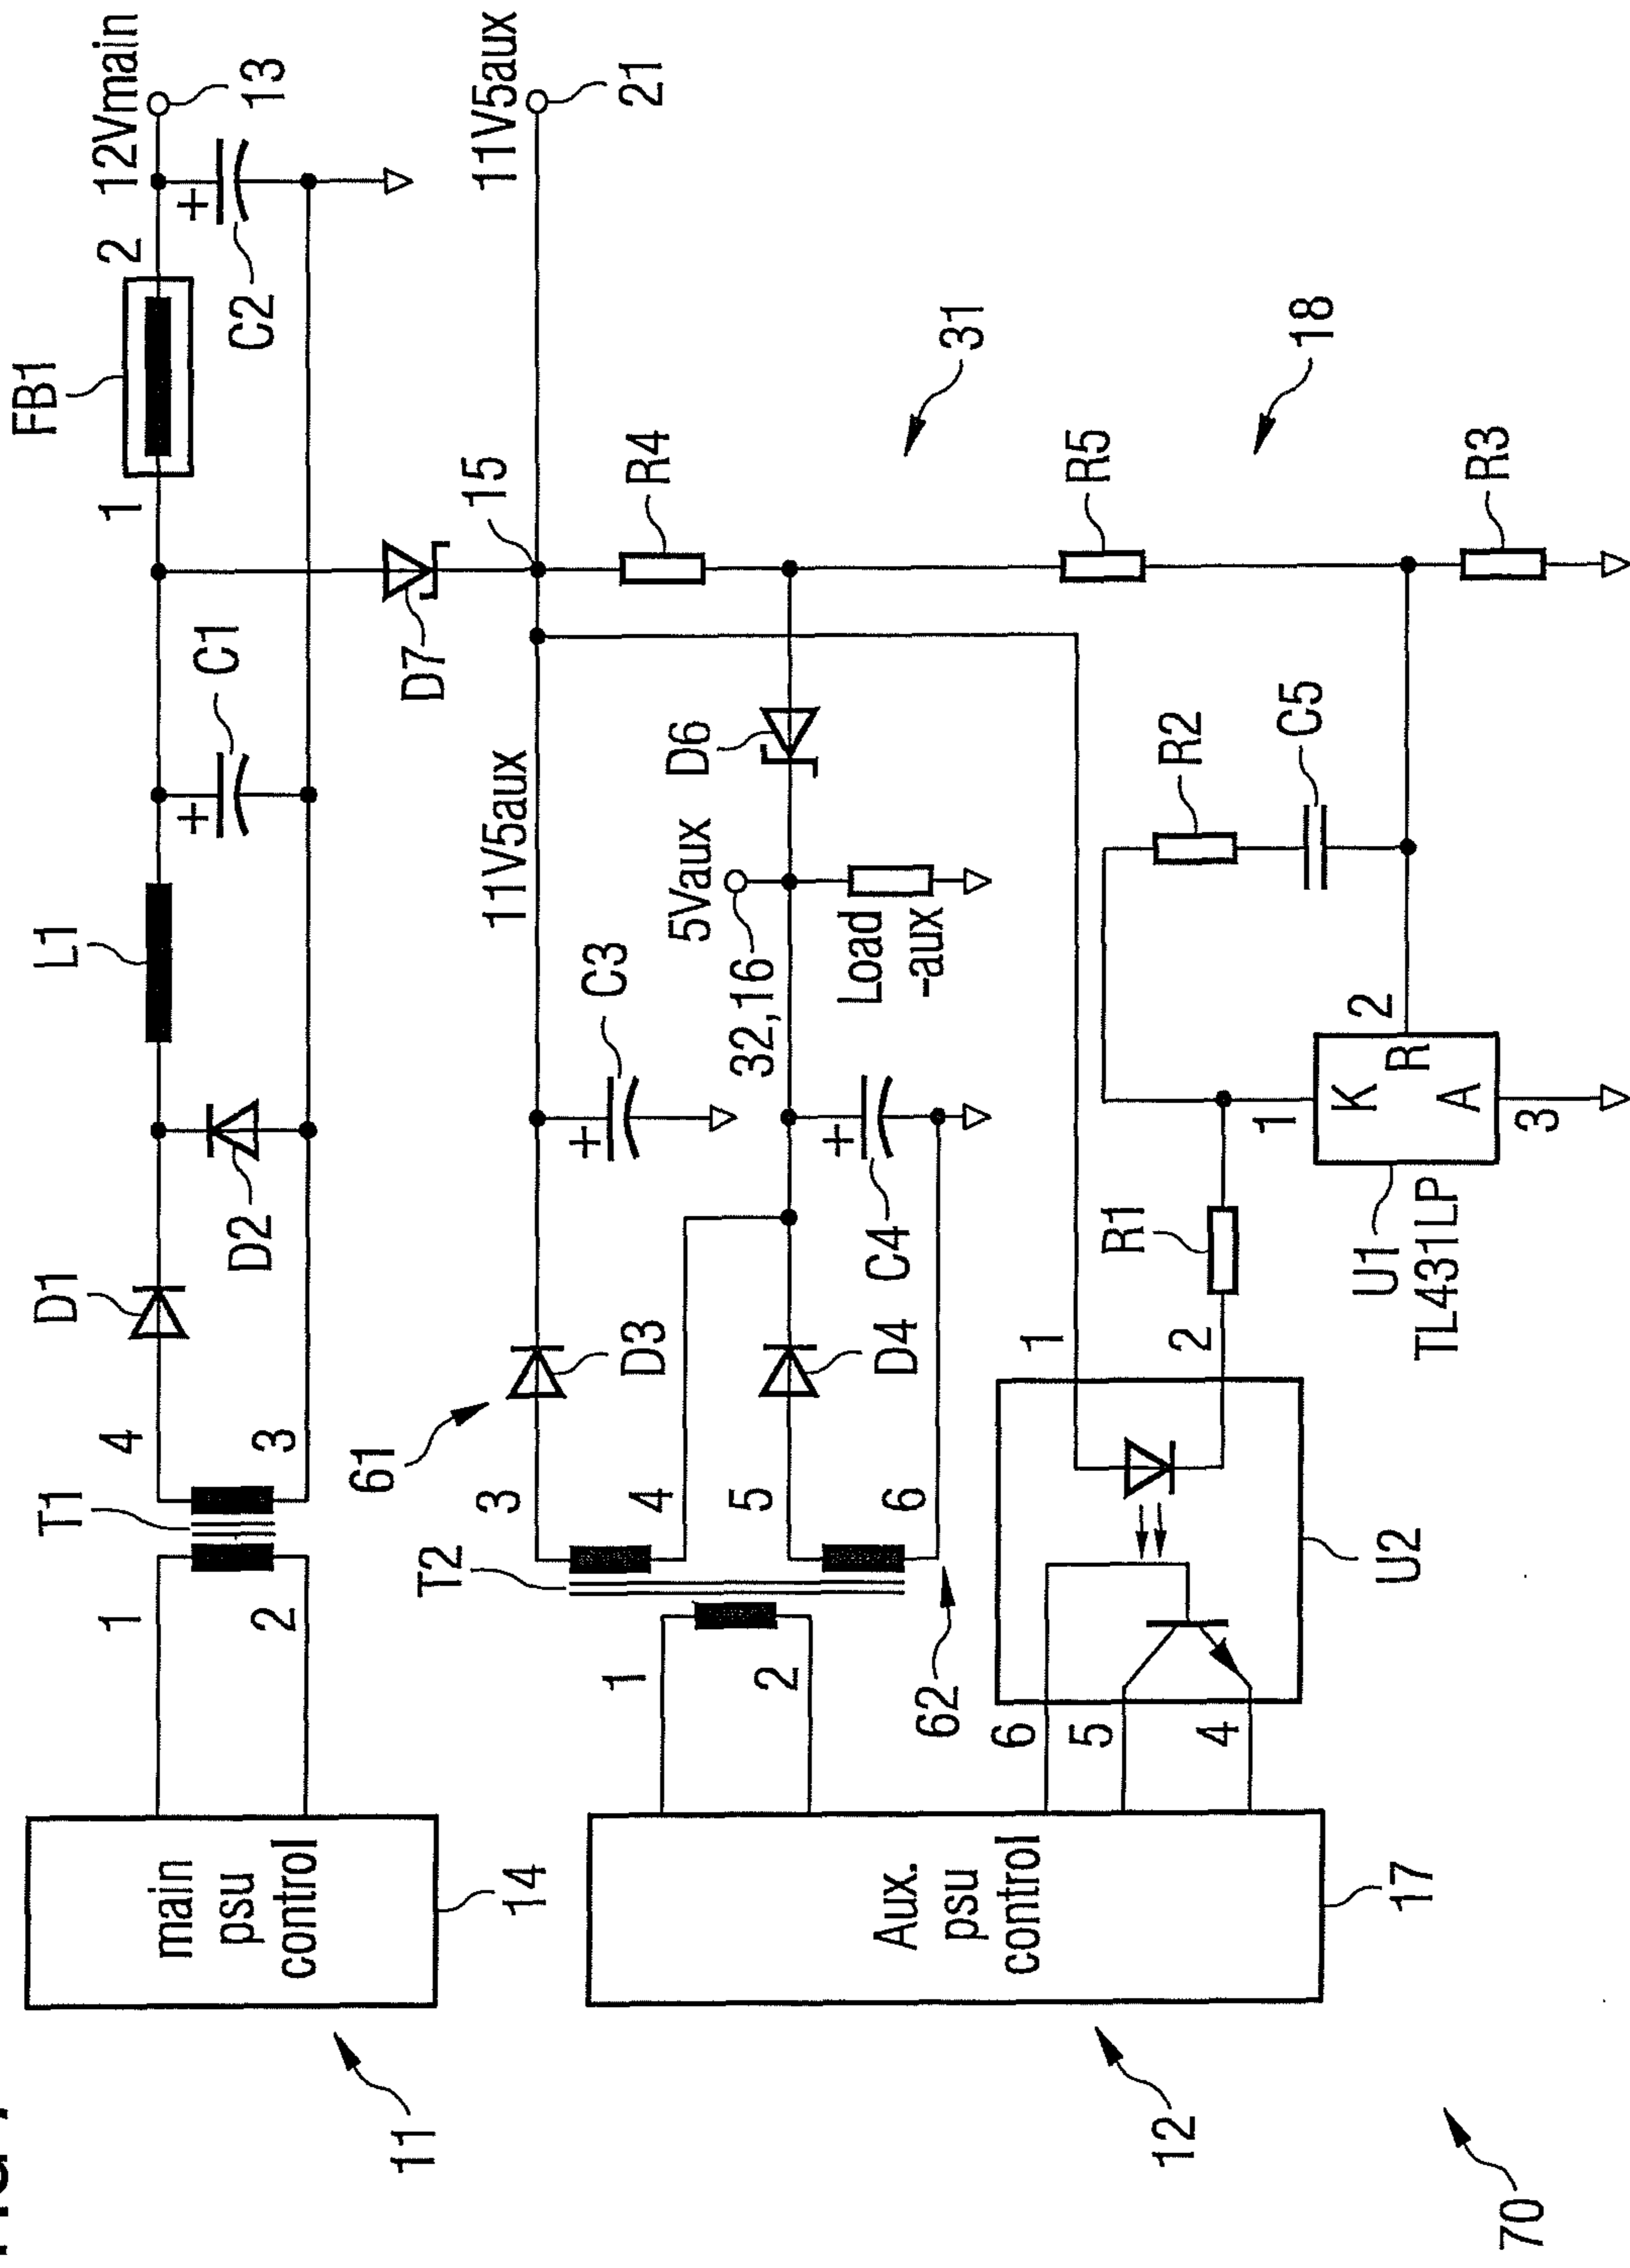 FB1
12Vmain
13
T1
D1
L1
1
4
1
2
2
3
D2
C1
C2
main
psu
control
14
11
61
11V5aux
15
11V5aux
21
D7
T2
3
D3
C3
R4
4
1
2
5
6
D4
C4
5Vaux
32,16
D6
Load
-aux
31
62
Aux.
psu
control
17
12
6
5
4
1
2
U2
R1
R2
C5
R5
18
R3
1
2
K
R
A
3
U1
TL431LP
70